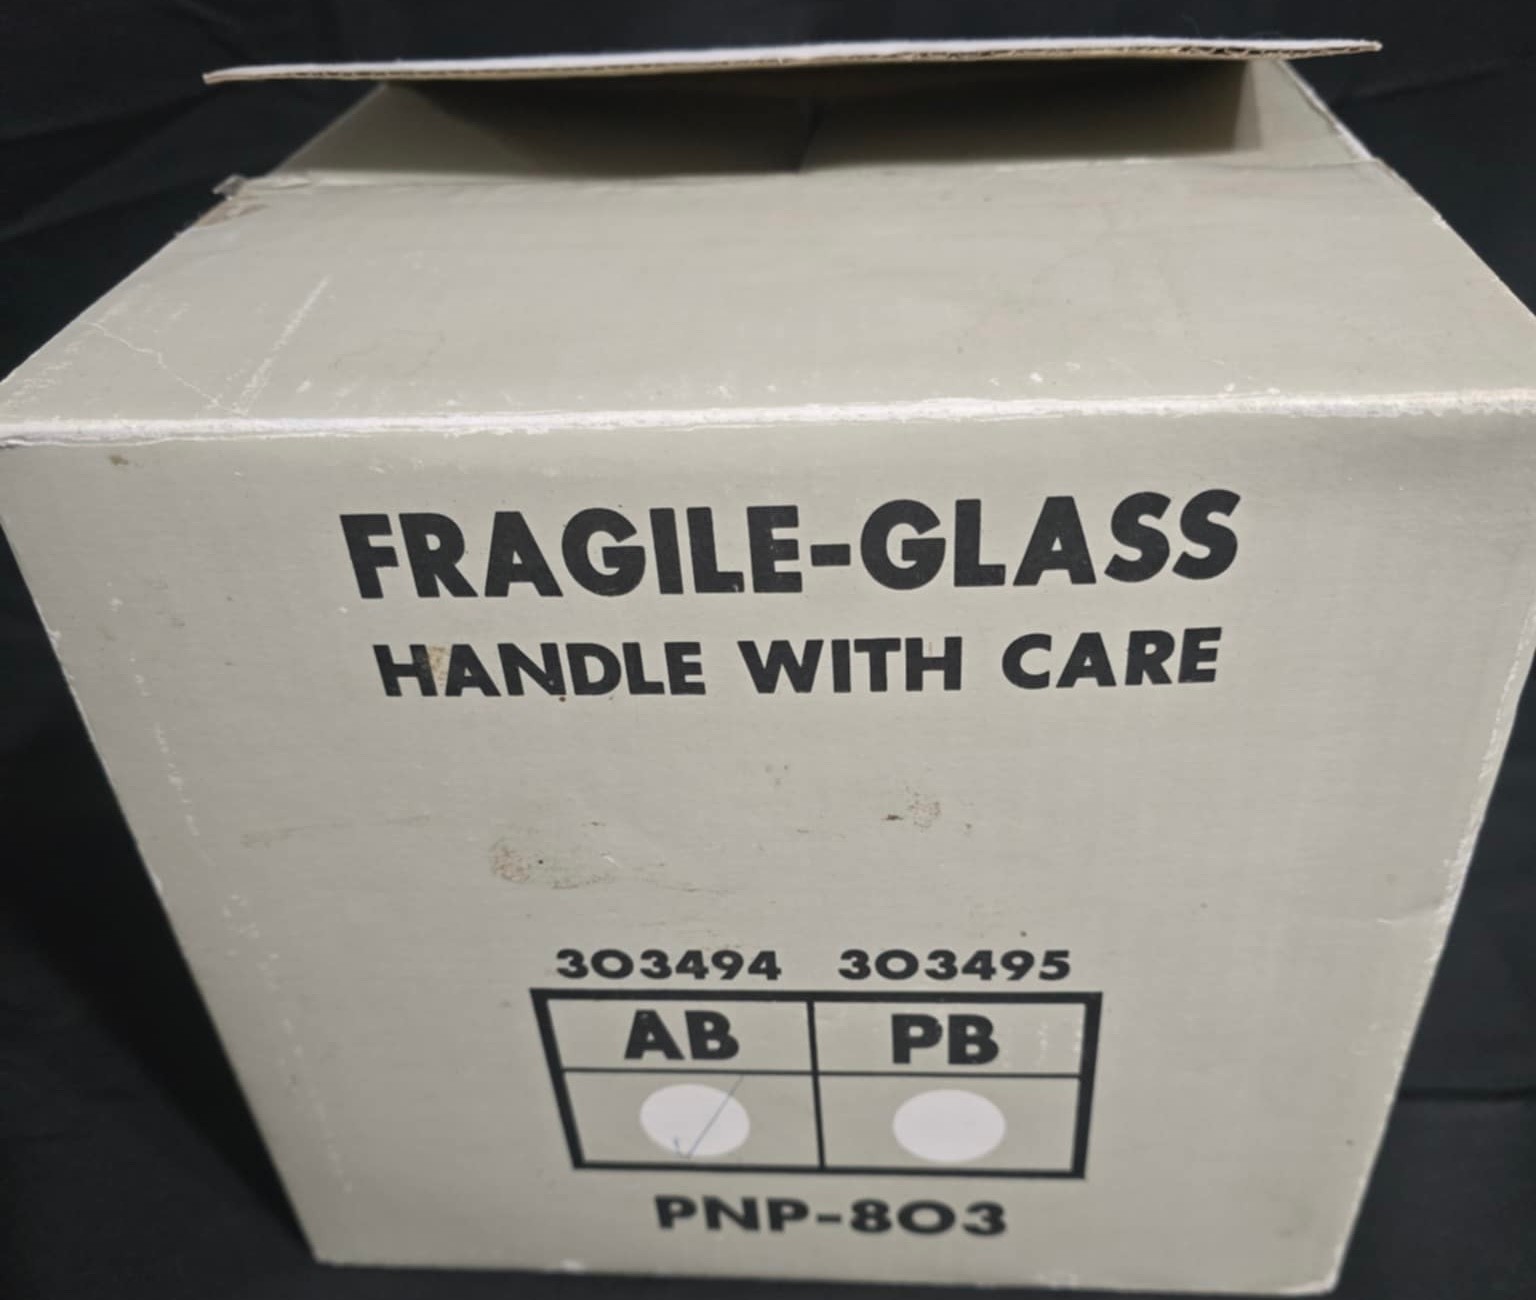 FRAGILE-GLASS
HANDLE WITH CARE
303494 303495
AB PB
PNP-803